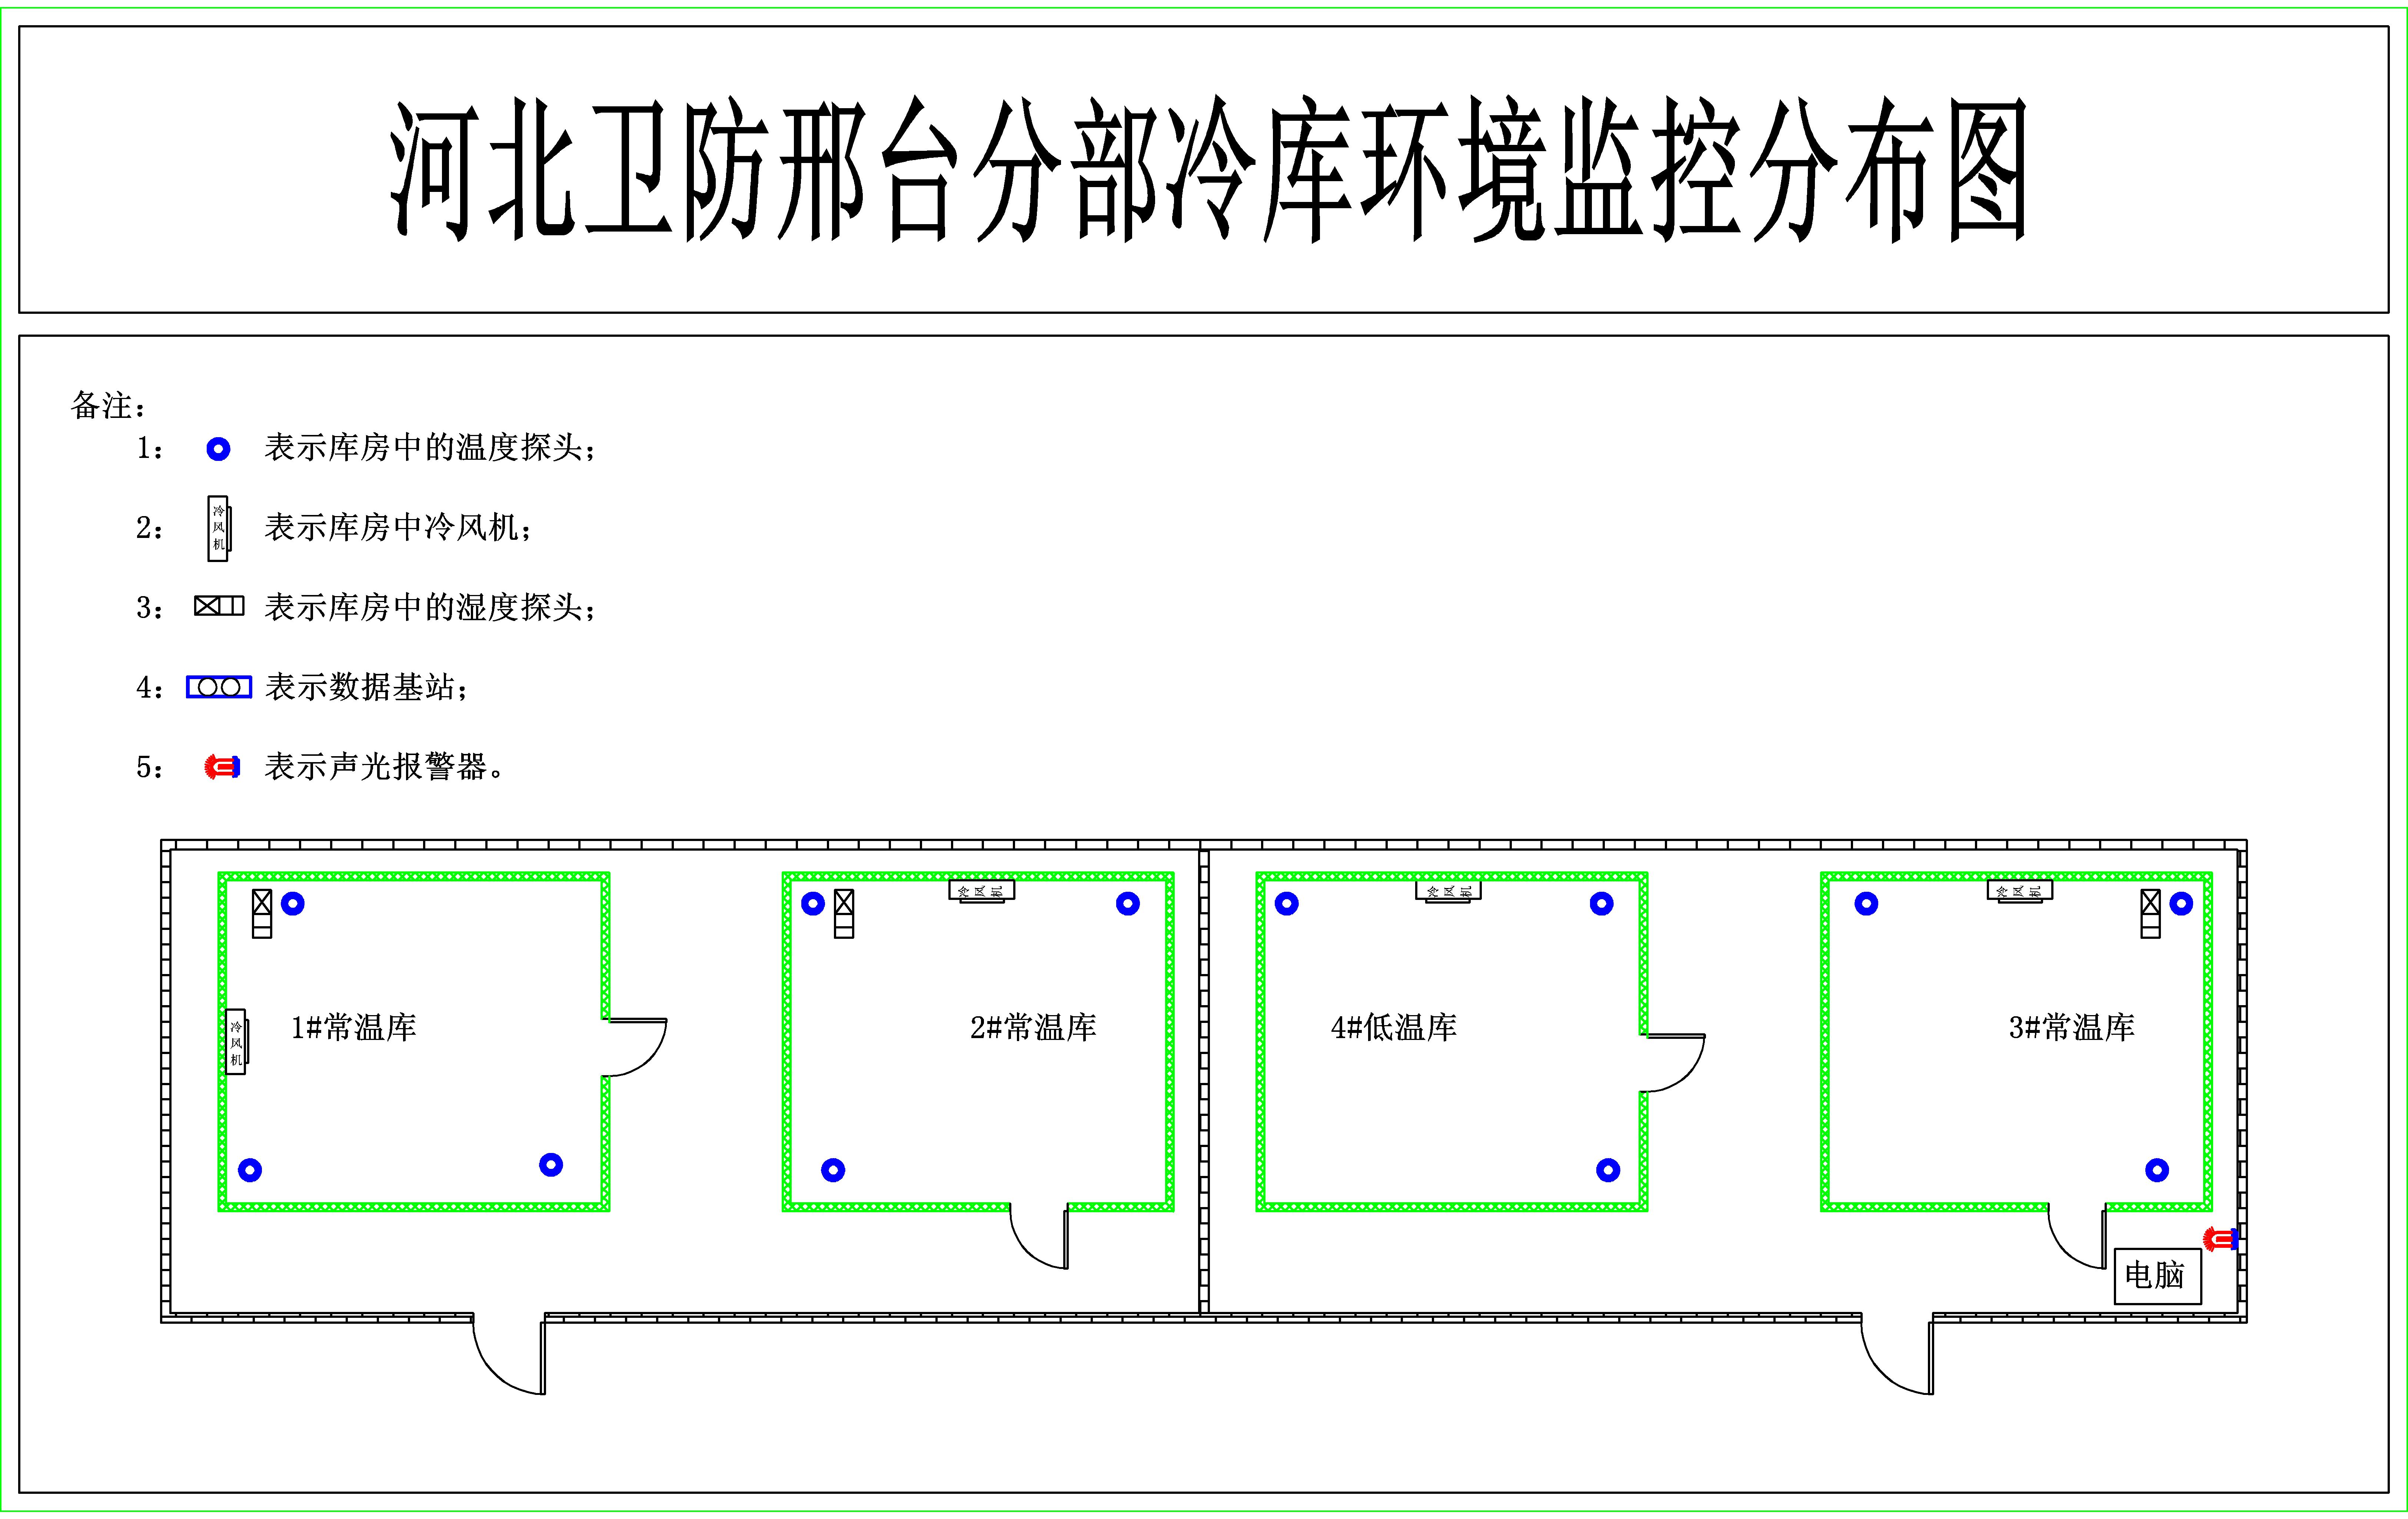 河北卫防邢台分部冷库环境监控分布图
备注：
1： 表示库房中的温度探头；
冷风机
2： 表示库房中冷风机；
3： 表示库房中的湿度探头；
4： 表示数据基站；
5： 表示声光报警器。
冷风机
冷风机
冷风机
冷风机
1#常温库
2#常温库
4#低温库
3#常温库
电脑